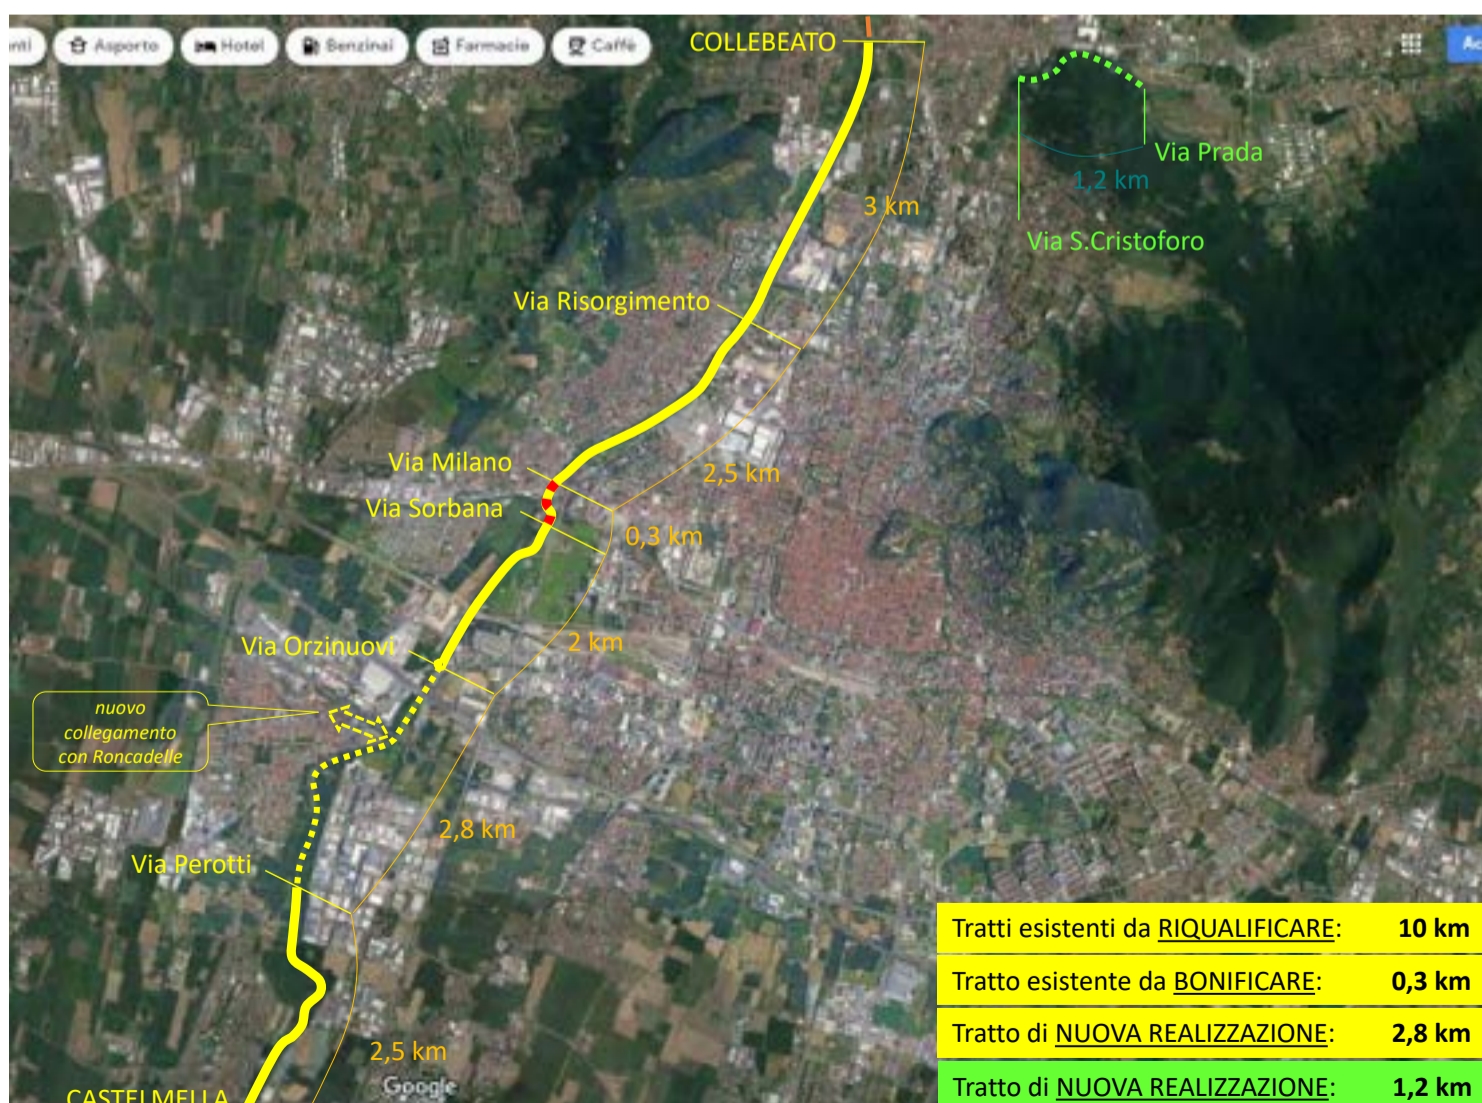 Asporto
Hotel
Benzinai
Farmacie
Caffè
COLLEBEATO
Via Prada
1,2 km
3 km
Via S.Cristoforo
Via Risorgimento
Via Milano
2,5 km
Via Sorbana
0,3 km
Via Orzinuovi
2 km
nuovo
collegamento
con Roncadelle
2,8 km
Via Perotti
Tratti esistenti da RIQUALIFICARE: 10 km
Tratto esistente da BONIFICARE: 0,3 km
Tratto di NUOVA REALIZZAZIONE: 2,8 km
2,5 km
Google
Tratto di NUOVA REALIZZAZIONE: 1,2 km
CASTELMELLA